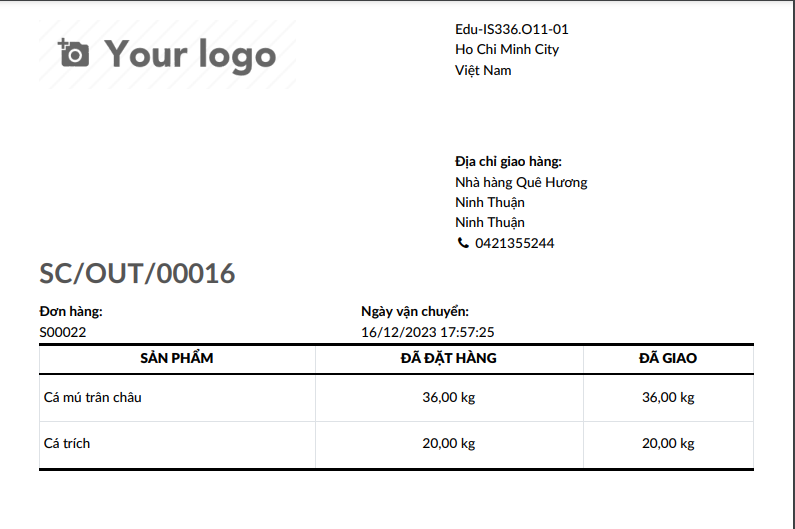 Your logo
Edu-IS336.O11-01
Ho Chi Minh City
Việt Nam
Địa chỉ giao hàng:
Nhà hàng Quê Hương
Ninh Thuận
Ninh Thuận
0421355244
SC/OUT/00016
Đơn hàng: Ngày vận chuyển:
S00022 16/12/2023 17:57:25
SẢN PHẨM ĐÃ ĐẶT HÀNG ĐÃ GIAO
Cá mú trân châu 36,00 kg 36,00 kg
Cá trích 20,00 kg 20,00 kg